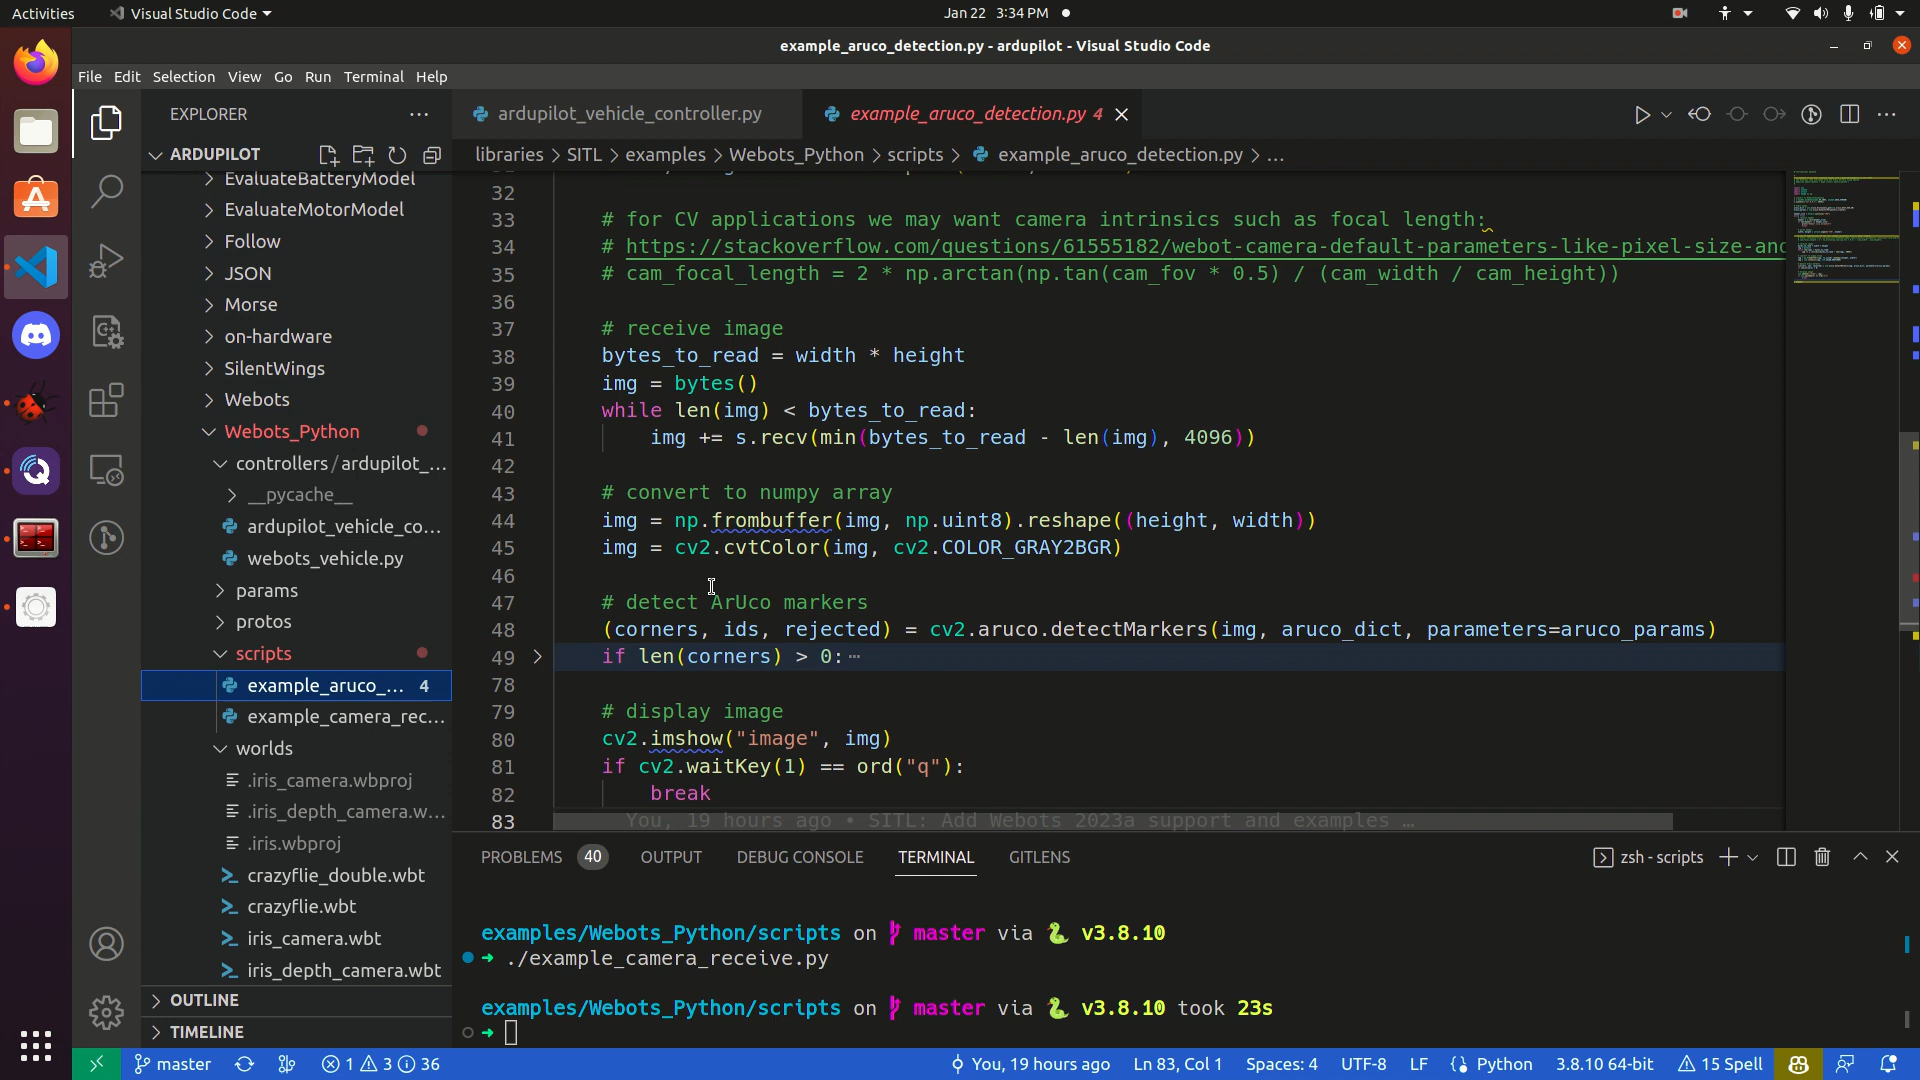 Activities Visual Studio Code Jan 22 3:34 PM
example_aruco_detection.py - ardupilot - Visual Studio Code
File Edit Selection View Go Run Terminal Help
EXPLORER
ARDUPILOT
EvaluateBatteryModel
EvaluateMotorModel
Follow
JSON
Morse
on-hardware
SilentWings
Webots
Webots_Python
controllers/ardupilot_...
__pycache__
ardupilot_vehicle_co...
webots_vehicle.py
params
protos
scripts
example_aruco_... 4
example_camera_rec...
worlds
.iris_camera.wbproj
.iris_depth_camera.w...
.iris.wbproj
crazyflie_double.wbt
crazyflie.wbt
iris_camera.wbt
iris_depth_camera.wbt
OUTLINE
TIMELINE
ardupilot_vehicle_controller.py example_aruco_detection.py 4
libraries > SITL > examples > Webots_Python > scripts > example_aruco_detection.py > ...
32
33 # for CV applications we may want camera intrinsics such as focal length:
34 # https://stackoverflow.com/questions/61555182/webot-camera-default-parameters-like-pixel-size-and
35 # cam_focal_length = 2 * np.arctan(np.tan(cam_fov * 0.5) / (cam_width / cam_height))
36
37 # receive image
38 bytes_to_read = width * height
39 img = bytes()
40 while len(img) < bytes_to_read:
41 img += s.recv(min(bytes_to_read - len(img), 4096))
42
43 # convert to numpy array
44 img = np.frombuffer(img, np.uint8).reshape((height, width))
45 img = cv2.cvtColor(img, cv2.COLOR_GRAY2BGR)
46
47 # detect ArUco markers
48 (corners, ids, rejected) = cv2.aruco.detectMarkers(img, aruco_dict, parameters=aruco_params)
49 if len(corners) > 0:⋯
78
79 # display image
80 cv2.imshow("image", img)
81 if cv2.waitKey(1) == ord("q"):
82 break
83 You, 19 hours ago • SITL: Add Webots 2023a support and examples …
PROBLEMS 40 OUTPUT DEBUG CONSOLE TERMINAL GITLENS zsh - scripts
examples/Webots_Python/scripts on master via 🐍 v3.8.10
➜ ./example_camera_receive.py
examples/Webots_Python/scripts on master via 🐍 v3.8.10 took 23s
➜
master 1 3 36 You, 19 hours ago Ln 83, Col 1 Spaces: 4 UTF-8 LF Python 3.8.10 64-bit 15 Spell